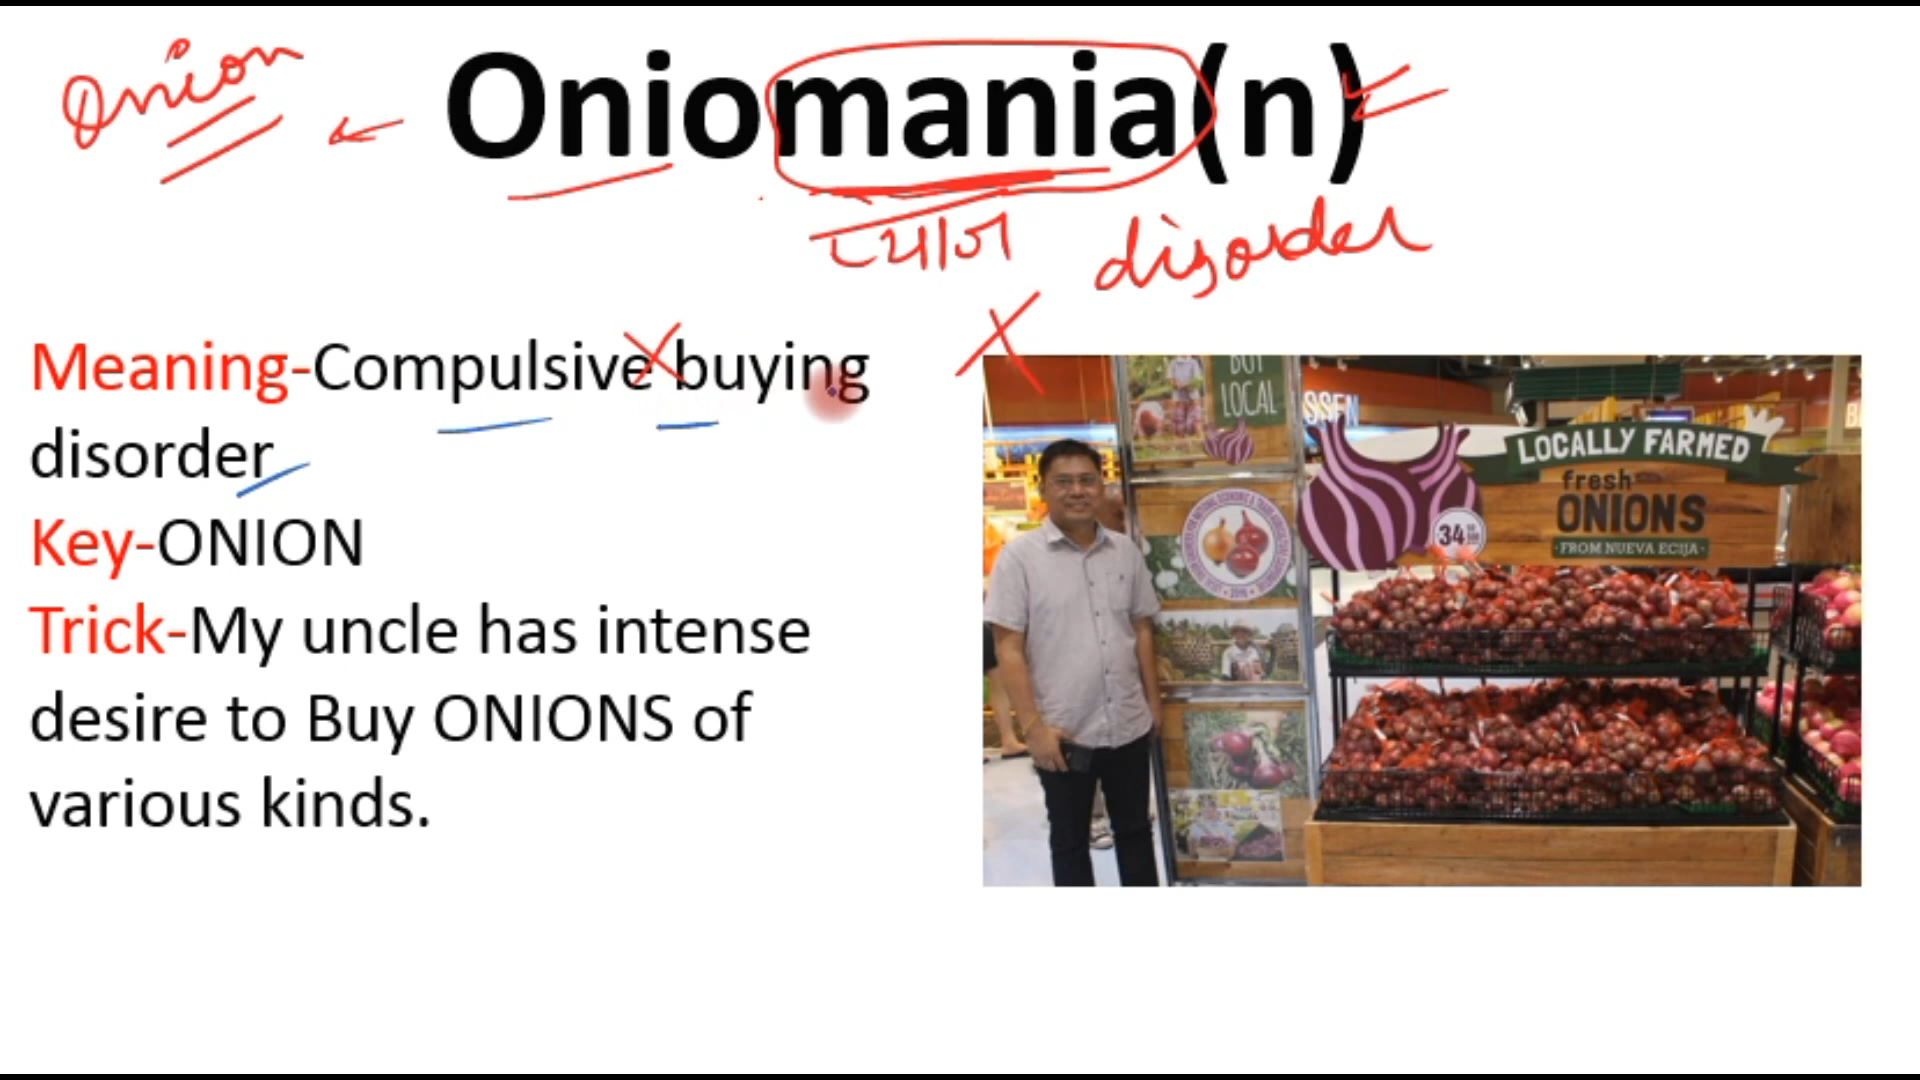 Onion
Oniomania(n)
प्याज
disorder
Meaning-Compulsive buying
disorder
Key-ONION
Trick-My uncle has intense
desire to Buy ONIONS of
various kinds.
BUY
LOCAL
LOCALLY FARMED
fresh
ONIONS
FROM NUEVA ECIJA
34